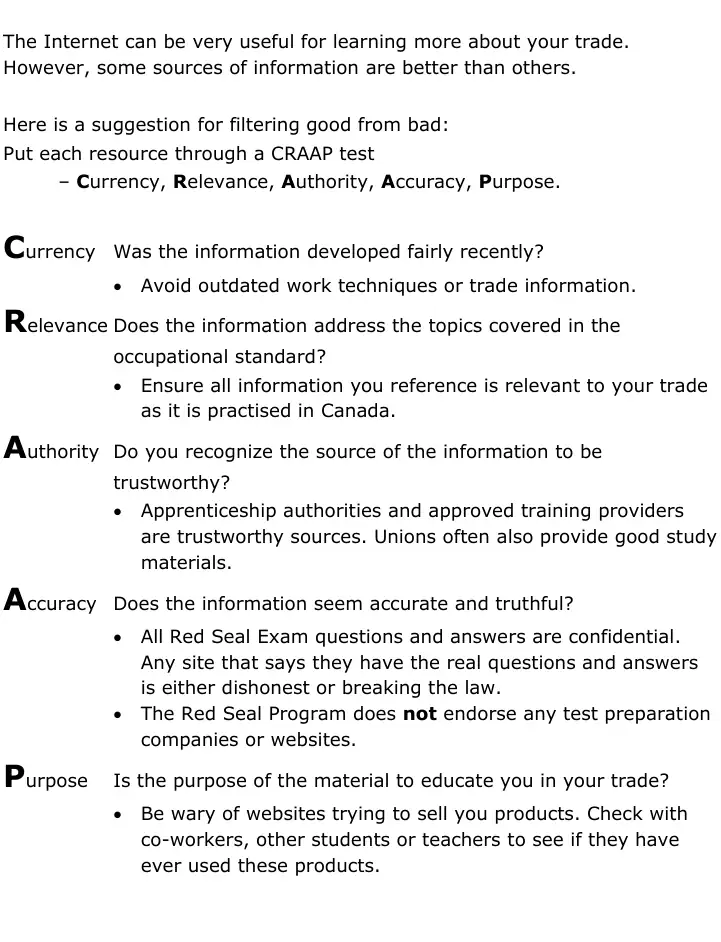 The Internet can be very useful for learning more about your trade.
However, some sources of information are better than others.
Here is a suggestion for filtering good from bad:
Put each resource through a CRAAP test
– Currency, Relevance, Authority, Accuracy, Purpose.
Currency Was the information developed fairly recently?
• Avoid outdated work techniques or trade information.
Relevance Does the information address the topics covered in the
occupational standard?
• Ensure all information you reference is relevant to your trade
as it is practised in Canada.
Authority Do you recognize the source of the information to be
trustworthy?
• Apprenticeship authorities and approved training providers
are trustworthy sources. Unions often also provide good study
materials.
Accuracy Does the information seem accurate and truthful?
• All Red Seal Exam questions and answers are confidential.
Any site that says they have the real questions and answers
is either dishonest or breaking the law.
• The Red Seal Program does not endorse any test preparation
companies or websites.
Purpose Is the purpose of the material to educate you in your trade?
• Be wary of websites trying to sell you products. Check with
co-workers, other students or teachers to see if they have
ever used these products.